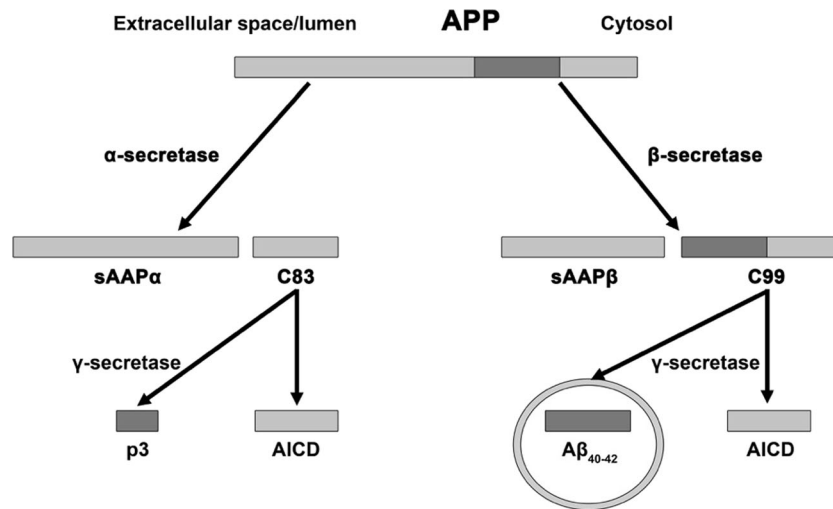 Extracellular space/lumen APP Cytosol
α-secretase β-secretase
sAAPα C83 sAAPβ C99
γ-secretase γ-secretase
p3 AICD Aβ40-42 AICD